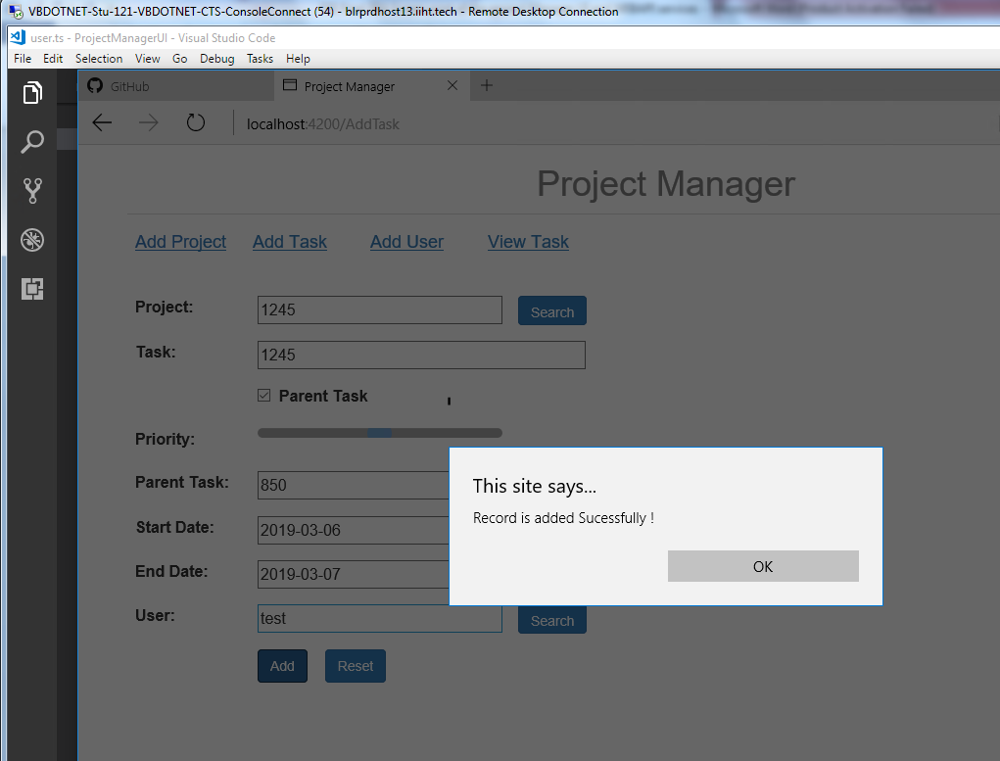 VBDOTNET-Stu-121-VBDOTNET-CTS-ConsoleConnect (54) - blrprdhost13.iiht.tech - Remote Desktop Connection
user.ts - ProjectManagerUI - Visual Studio Code
File Edit Selection View Go Debug Tasks Help
GitHub Project Manager
localhost:4200/AddTask
Project Manager
Add Project Add Task Add User View Task
Project: 1245 Search
Task: 1245
Parent Task
Priority:
Parent Task: 850
Start Date: 2019-03-06
End Date: 2019-03-07
User: test Search
Add Reset
This site says...
Record is added Sucessfully !
OK